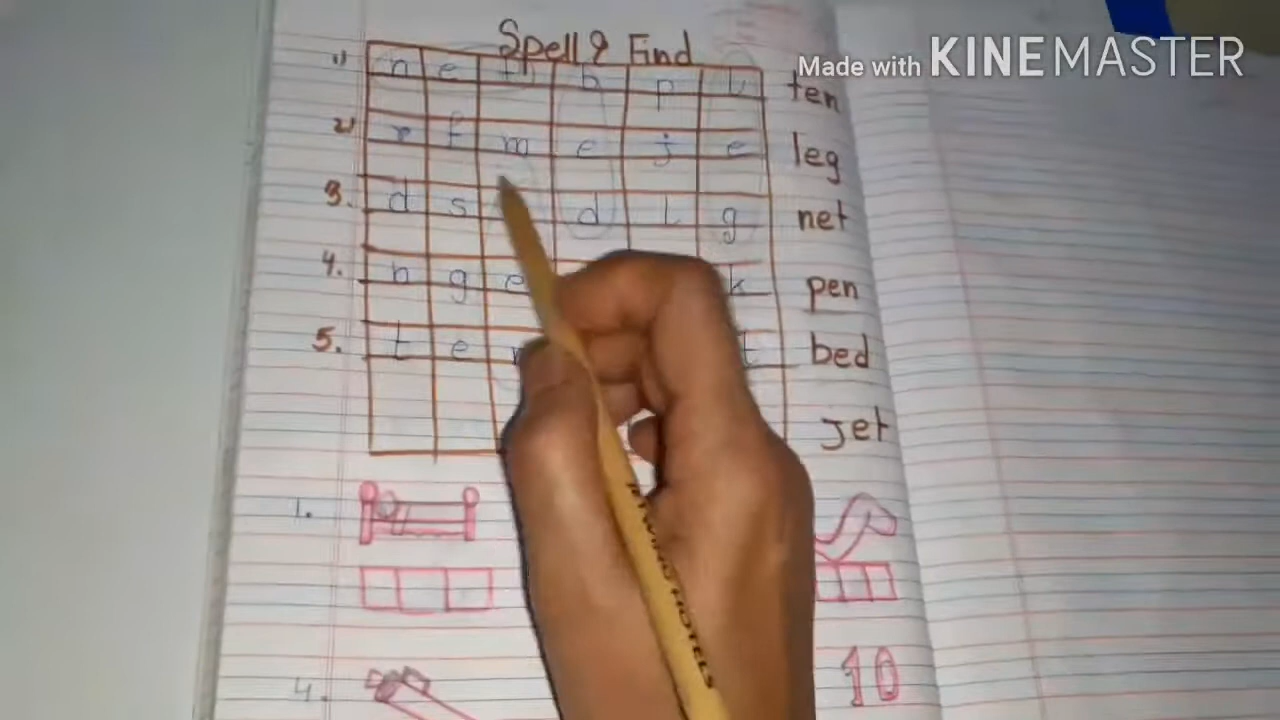 Spell & Find
Made with KINEMASTER
1) n e t b p l ten
2) r f m e j e leg
3. d s d l g net
4. h g e k pen
5. t e t bed
Jet
1.
4. 10